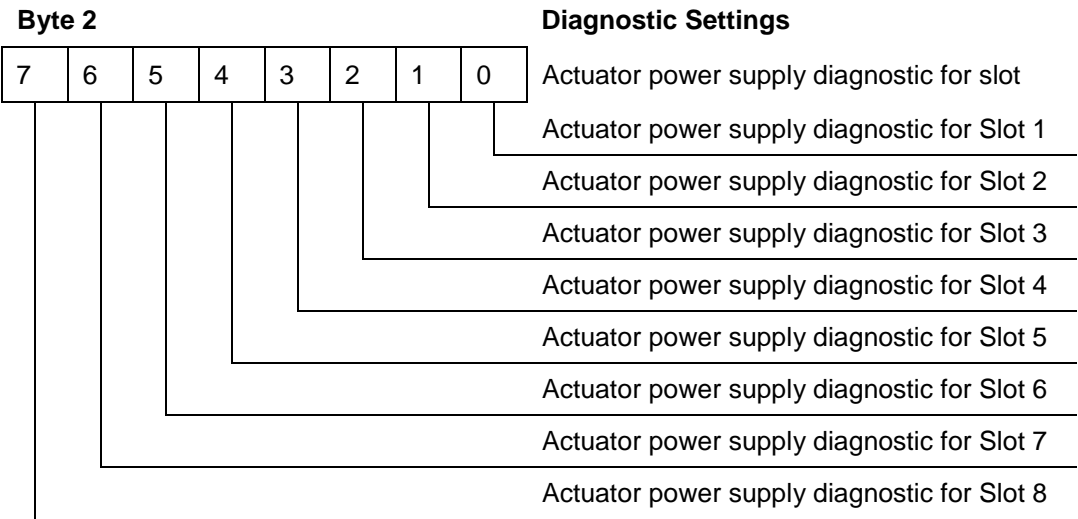 Byte 2 Diagnostic Settings
7 6 5 4 3 2 1 0 Actuator power supply diagnostic for slot
Actuator power supply diagnostic for Slot 1
Actuator power supply diagnostic for Slot 2
Actuator power supply diagnostic for Slot 3
Actuator power supply diagnostic for Slot 4
Actuator power supply diagnostic for Slot 5
Actuator power supply diagnostic for Slot 6
Actuator power supply diagnostic for Slot 7
Actuator power supply diagnostic for Slot 8